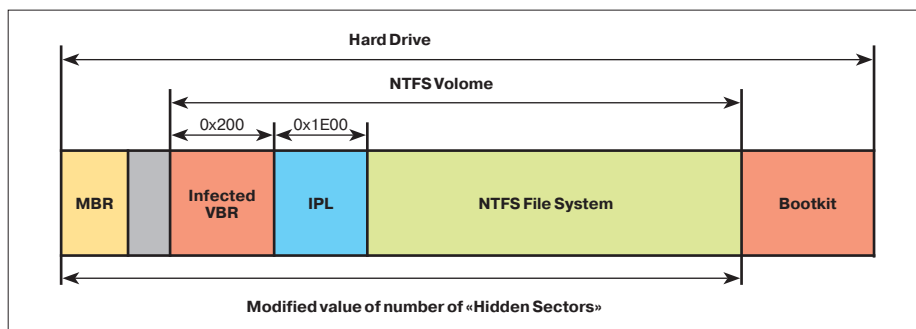 Hard Drive
NTFS Volume
0x200
0x1E00
MBR
Infected
VBR
IPL
NTFS File System
Bootkit
Modified value of number of «Hidden Sectors»